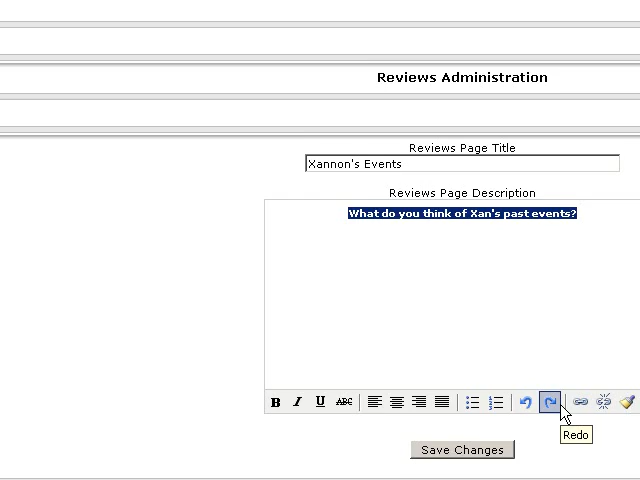 Reviews Administration
Reviews Page Title
Xannon's Events
Reviews Page Description
What do you think of Xan's past events?
B I U ABC
Redo
Save Changes